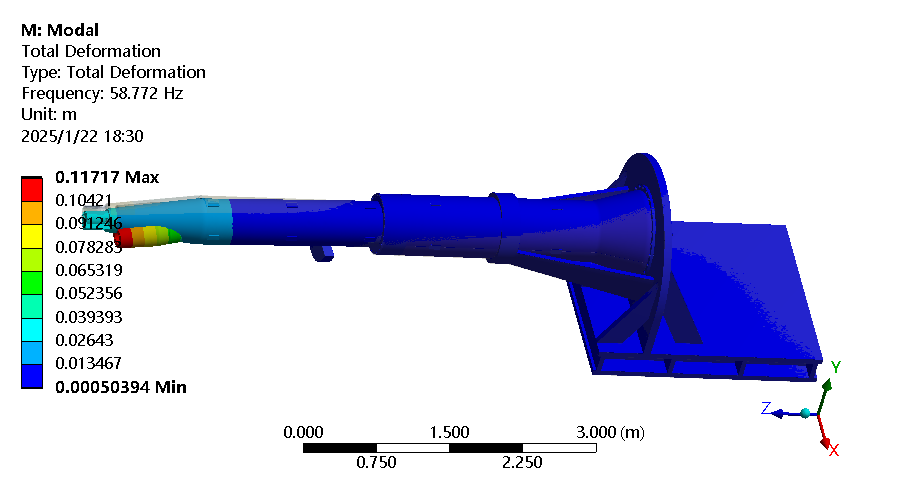 M: Modal
Total Deformation
Type: Total Deformation
Frequency: 58.772 Hz
Unit: m
2025/1/22 18:30
0.11717 Max
0.10421
0.091246
0.078283
0.065319
0.052356
0.039393
0.02643
0.013467
0.00050394 Min
Y
Z
X
0.000 1.500 3.000 (m)
0.750 2.250